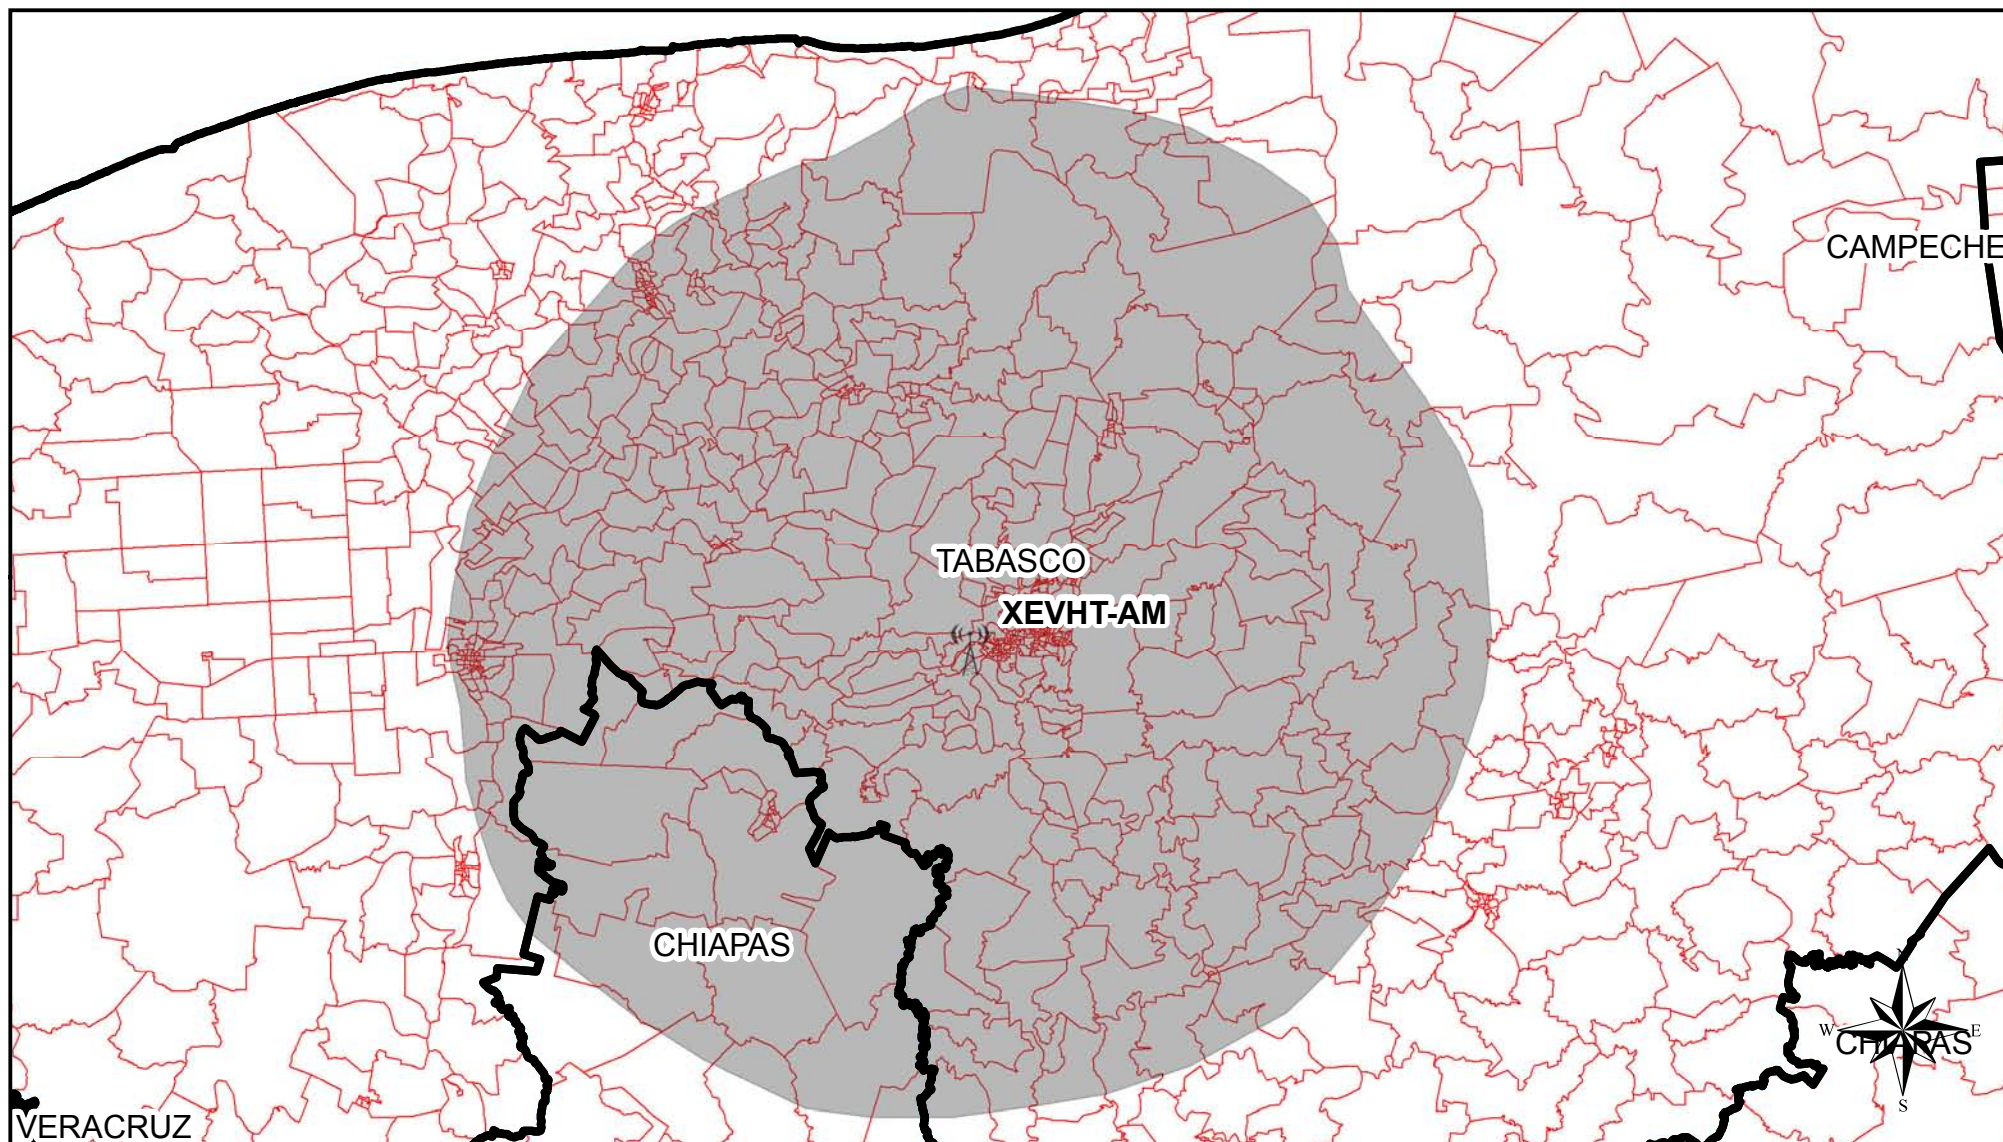 CAMPECHE
TABASCO
XEVHT-AM
CHIAPAS
N
W
E
CHIAPAS
S
VERACRUZ